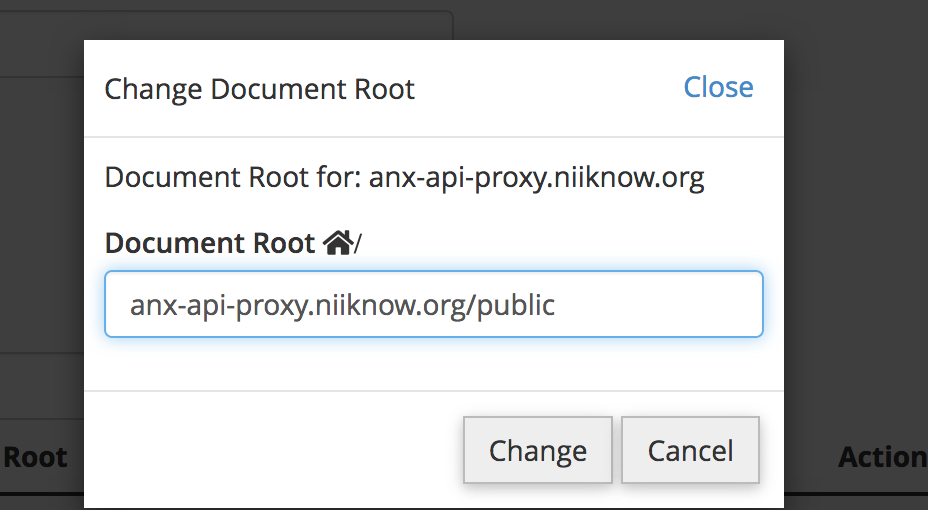 Change Document Root
Close
Document Root for: anx-api-proxy.niiknow.org
Document Root /
anx-api-proxy.niiknow.org/public
Change
Cancel
Root
Action